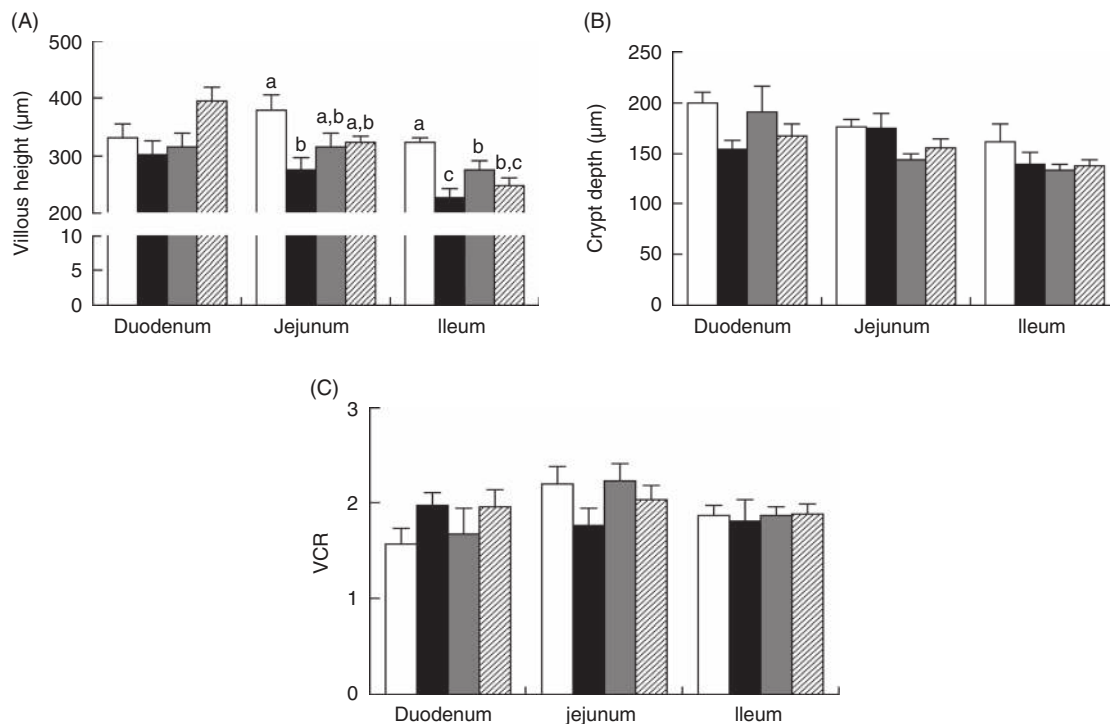 (A)
Villous height (µm)
500
400
300
200
10
5
0
a
b
a,b
a,b
a
c
b
b,c
Duodenum Jejunum Ileum
(B)
Crypt depth (µm)
250
200
150
100
50
0
Duodenum Jejunum Ileum
(C)
VCR
3
2
1
0
Duodenum jejunum Ileum